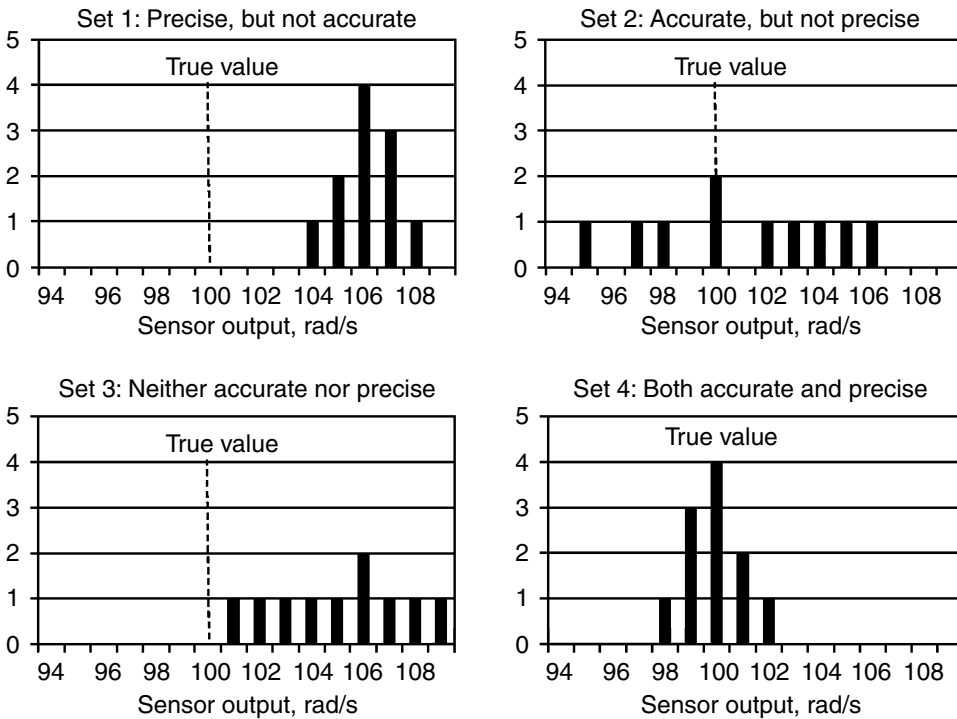 Set 1: Precise, but not accurate
5
True value
4
3
2
1
0
94 96 98 100 102 104 106 108
Sensor output, rad/s
Set 2: Accurate, but not precise
5
True value
4
3
2
1
0
94 96 98 100 102 104 106 108
Sensor output, rad/s
Set 3: Neither accurate nor precise
5
True value
4
3
2
1
0
94 96 98 100 102 104 106 108
Sensor output, rad/s
Set 4: Both accurate and precise
5
True value
4
3
2
1
0
94 96 98 100 102 104 106 108
Sensor output, rad/s